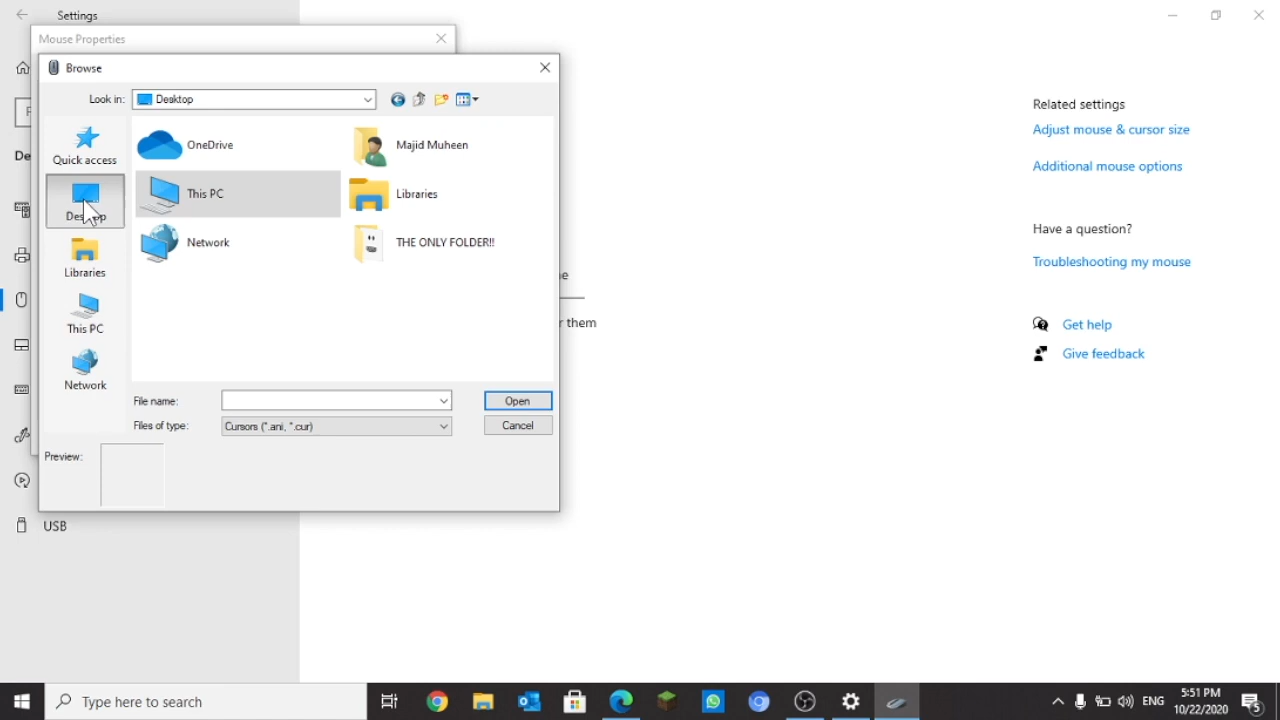 Settings
Mouse Properties
Browse
Look in:
Desktop
Quick access
Desktop
Libraries
This PC
Network
OneDrive
Majid Muheen
This PC
Libraries
Network
THE ONLY FOLDER!!
File name:
Open
Files of type:
Cursors (*.ani, *.cur)
Cancel
Preview:
USB
r them
Related settings
Adjust mouse & cursor size
Additional mouse options
Have a question?
Troubleshooting my mouse
Get help
Give feedback
Type here to search
ENG
5:51 PM
10/22/2020
5